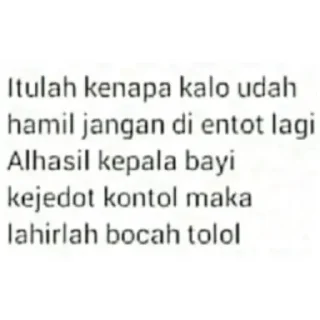 Itulah kenapa kalo udah
hamil jangan di entot lagi
Alhasil kepala bayi
kejedot kontol maka
lahirlah bocah tolol